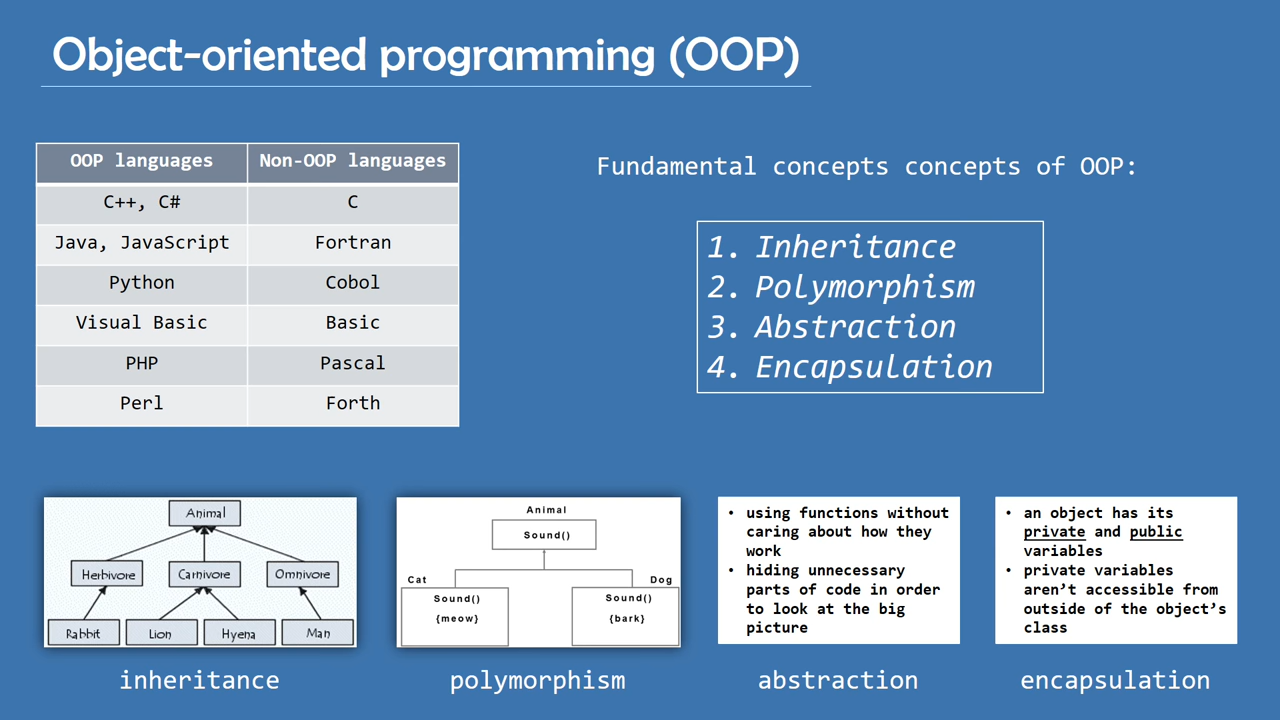 Object-oriented programming (OOP)
OOP languages Non-OOP languages
C++, C# C
Java, JavaScript Fortran
Python Cobol
Visual Basic Basic
PHP Pascal
Perl Forth
Fundamental concepts concepts of OOP:
1. Inheritance
2. Polymorphism
3. Abstraction
4. Encapsulation
Animal
Herbivore Carnivore Omnivore
Rabbit Lion Hyena Man
inheritance
Animal
Sound()
Cat Dog
Sound() Sound()
{meow} {bark}
polymorphism
• using functions without
caring about how they
work
• hiding unnecessary
parts of code in order
to look at the big
picture
abstraction
• an object has its
private and public
variables
• private variables
aren’t accessible from
outside of the object’s
class
encapsulation